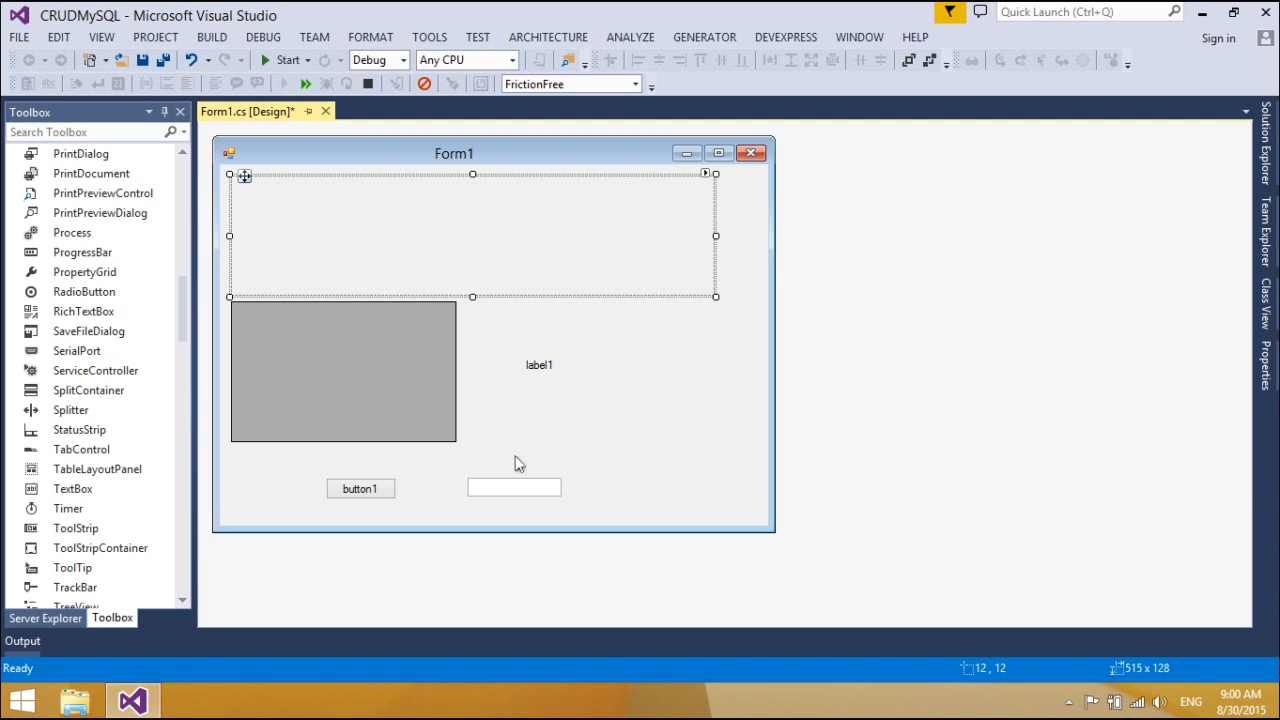 CRUDMySQL - Microsoft Visual Studio
Quick Launch (Ctrl+Q)
FILE EDIT VIEW PROJECT BUILD DEBUG TEAM FORMAT TOOLS TEST ARCHITECTURE ANALYZE GENERATOR DEVEXPRESS WINDOW HELP
Sign in
Start Debug Any CPU
FrictionFree
Toolbox
Form1.cs [Design]*
Search Toolbox
PrintDialog
PrintDocument
PrintPreviewControl
PrintPreviewDialog
Process
ProgressBar
PropertyGrid
RadioButton
RichTextBox
SaveFileDialog
SerialPort
ServiceController
SplitContainer
Splitter
StatusStrip
TabControl
TableLayoutPanel
TextBox
Timer
ToolStrip
ToolStripContainer
ToolTip
TrackBar
TreeView
Server Explorer Toolbox
Form1
label1
button1
Solution Explorer
Team Explorer
Class View
Properties
Output
Ready
12 , 12
515 x 128
ENG
9:00 AM
8/30/2015